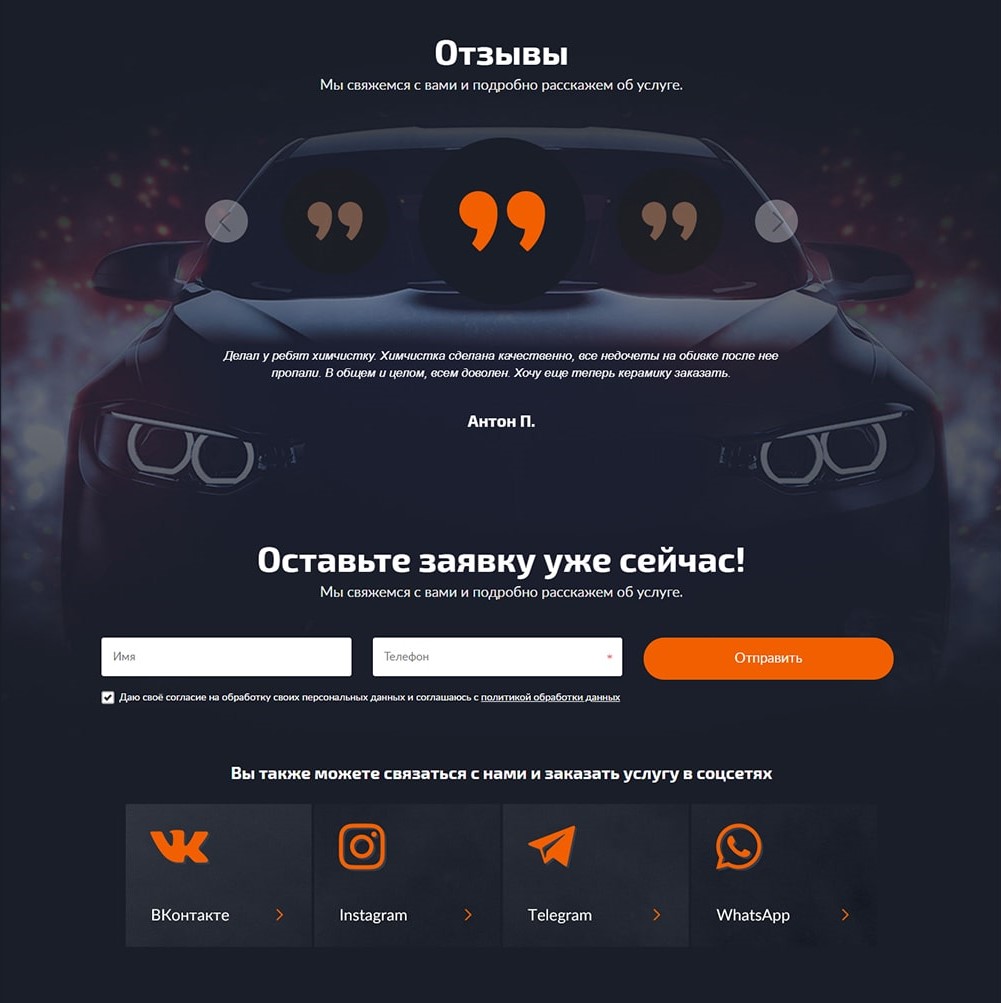 Отзывы
Мы свяжемся с вами и подробно расскажем об услуге.
Делал у ребят химчистку. Химчистка сделана качественно, все недочеты на обивке после нее
пропали. В общем и целом, всем доволен. Хочу еще теперь керамику заказать.
Антон П.
Оставьте заявку уже сейчас!
Мы свяжемся с вами и подробно расскажем об услуге.
Имя
Телефон *
Отправить
Даю своё согласие на обработку своих персональных данных и соглашаюсь с политикой обработки данных
Вы также можете связаться с нами и заказать услугу в соцсетях
ВКонтакте
Instagram
Telegram
WhatsApp